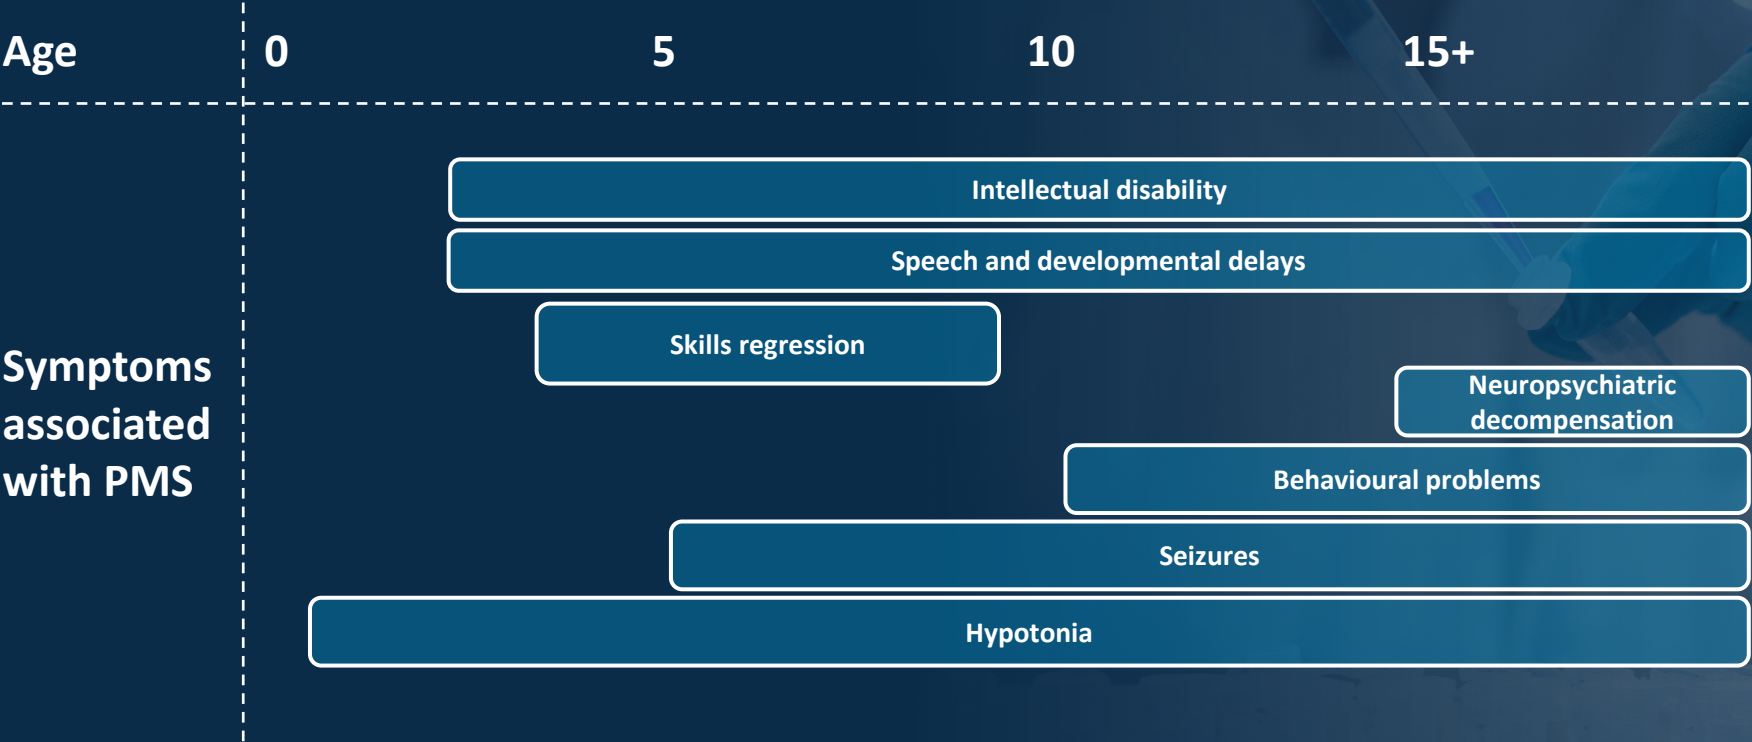 Age 0 5 10 15+
Intellectual disability
Speech and developmental delays
Skills regression
Symptoms
associated
with PMS
Neuropsychiatric
decompensation
Behavioural problems
Seizures
Hypotonia